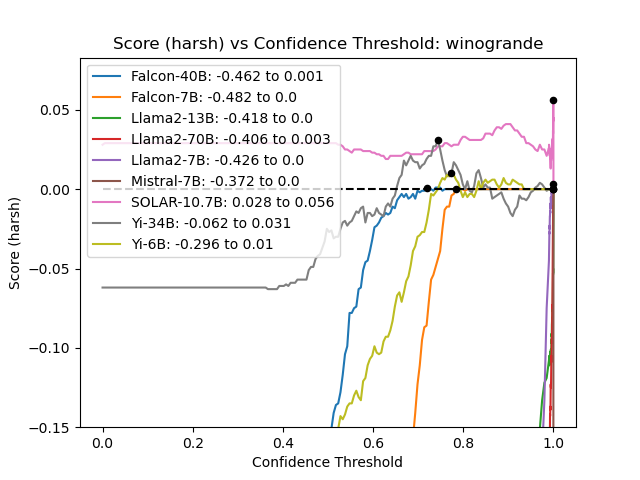 Score (harsh) vs Confidence Threshold: winogrande
Falcon-40B: -0.462 to 0.001
Falcon-7B: -0.482 to 0.0
Llama2-13B: -0.418 to 0.0
Llama2-70B: -0.406 to 0.003
Llama2-7B: -0.426 to 0.0
Mistral-7B: -0.372 to 0.0
SOLAR-10.7B: 0.028 to 0.056
Yi-34B: -0.062 to 0.031
Yi-6B: -0.296 to 0.01
0.05
0.00
−0.05
−0.10
−0.15
Score (harsh)
0.0 0.2 0.4 0.6 0.8 1.0
Confidence Threshold